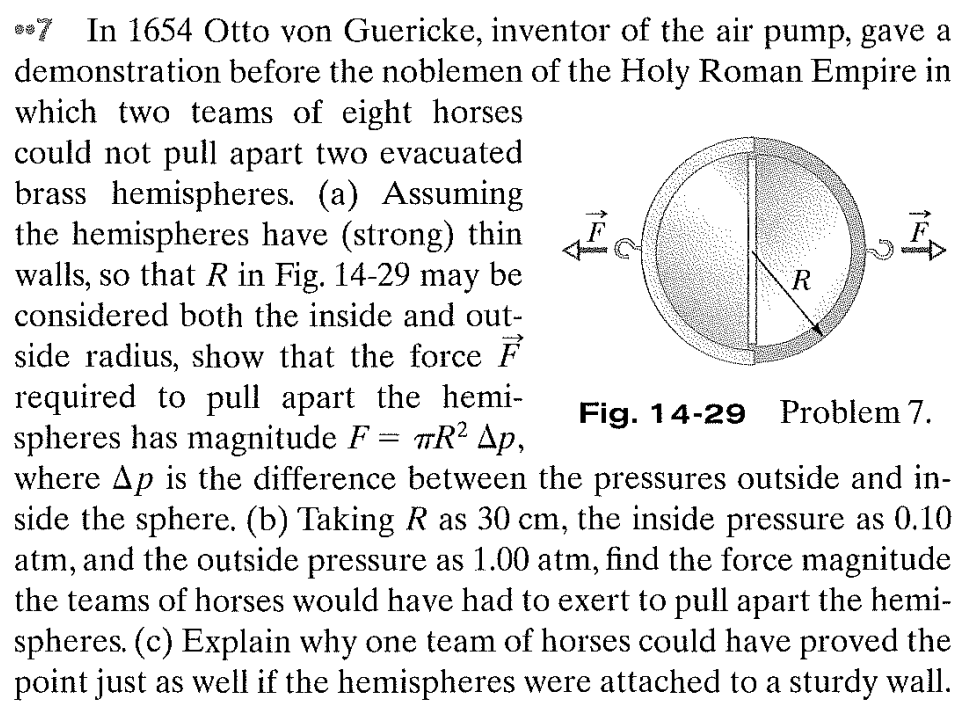 ••7 In 1654 Otto von Guericke, inventor of the air pump, gave a
demonstration before the noblemen of the Holy Roman Empire in
which two teams of eight horses
could not pull apart two evacuated
brass hemispheres. (a) Assuming
the hemispheres have (strong) thin
walls, so that R in Fig. 14-29 may be
considered both the inside and out-
side radius, show that the force F⃗
required to pull apart the hemi-
spheres has magnitude F = πR² Δp,
where Δp is the difference between the pressures outside and in-
side the sphere. (b) Taking R as 30 cm, the inside pressure as 0.10
atm, and the outside pressure as 1.00 atm, find the force magnitude
the teams of horses would have had to exert to pull apart the hemi-
spheres. (c) Explain why one team of horses could have proved the
point just as well if the hemispheres were attached to a sturdy wall.
F⃗
F⃗
R
Fig. 14-29 Problem 7.